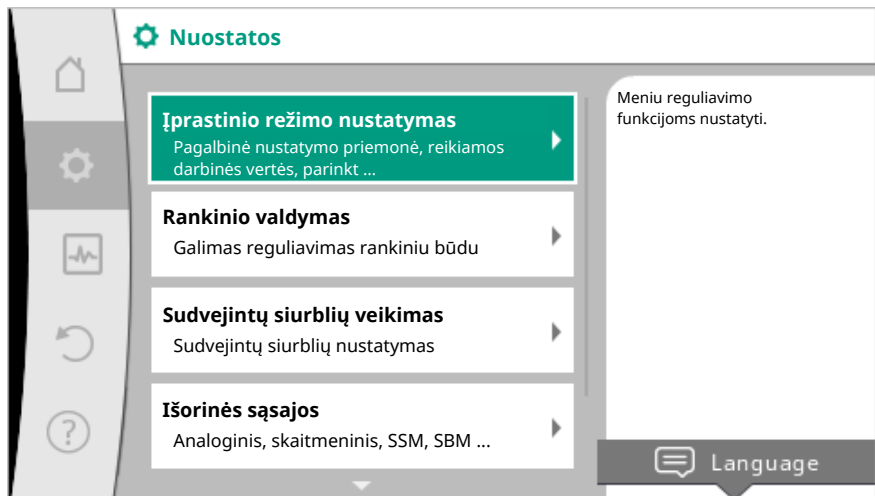 Nuostatos
Įprastinio režimo nustatymas
Pagalbinė nustatymo priemonė, reikiamos
darbinės vertės, parinkt ...
Rankinio valdymas
Galimas reguliavimas rankiniu būdu
Sudvejintų siurblių veikimas
Sudvejintų siurblių nustatymas
Išorinės sąsajos
Analoginis, skaitmeninis, SSM, SBM ...
Meniu reguliavimo
funkcijoms nustatyti.
Language